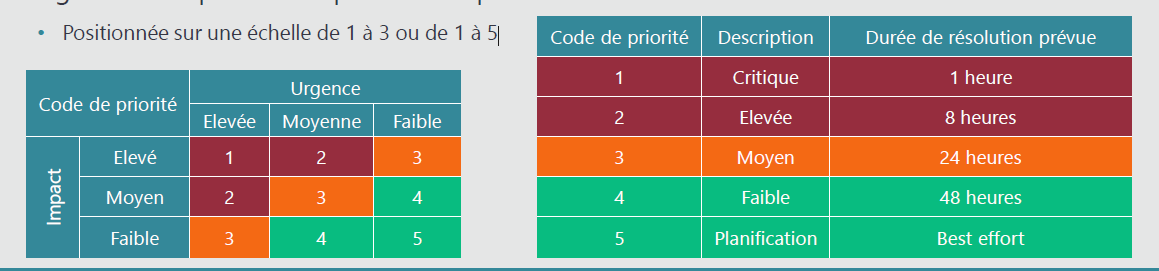 • Positionnée sur une échelle de 1 à 3 ou de 1 à 5
Code de priorité Urgence
Elevée Moyenne Faible
Impact
Elevé 1 2 3
Moyen 2 3 4
Faible 3 4 5
Code de priorité Description Durée de résolution prévue
1 Critique 1 heure
2 Elevée 8 heures
3 Moyen 24 heures
4 Faible 48 heures
5 Planification Best effort